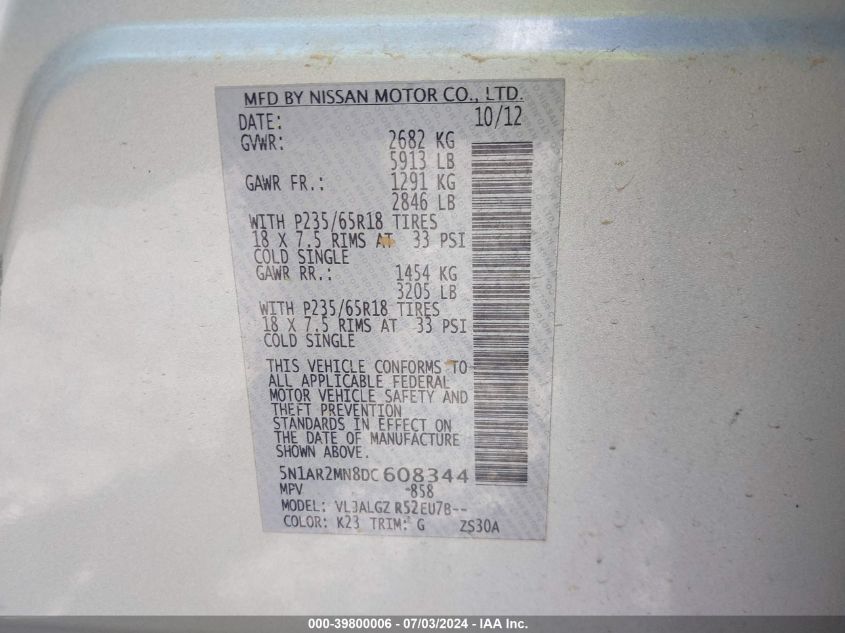 MFD BY NISSAN MOTOR CO., LTD.
DATE: 10/12
GVWR: 2682 KG
5913 LB
GAWR FR.: 1291 KG
2846 LB
WITH P235/65R18 TIRES
18 X 7.5 RIMS AT 33 PSI
COLD SINGLE
GAWR RR.: 1454 KG
3205 LB
WITH P235/65R18 TIRES
18 X 7.5 RIMS AT 33 PSI
COLD SINGLE
THIS VEHICLE CONFORMS TO
ALL APPLICABLE FEDERAL
MOTOR VEHICLE SAFETY AND
THEFT PREVENTION
STANDARDS IN EFFECT ON
THE DATE OF MANUFACTURE
SHOWN ABOVE.
5N1AR2MN8DC608344
MPV -858
MODEL: VL3ALGZ R52EU7B--
COLOR: K23 TRIM: G ZS30A
000-39800006 - 07/03/2024 - IAA Inc.